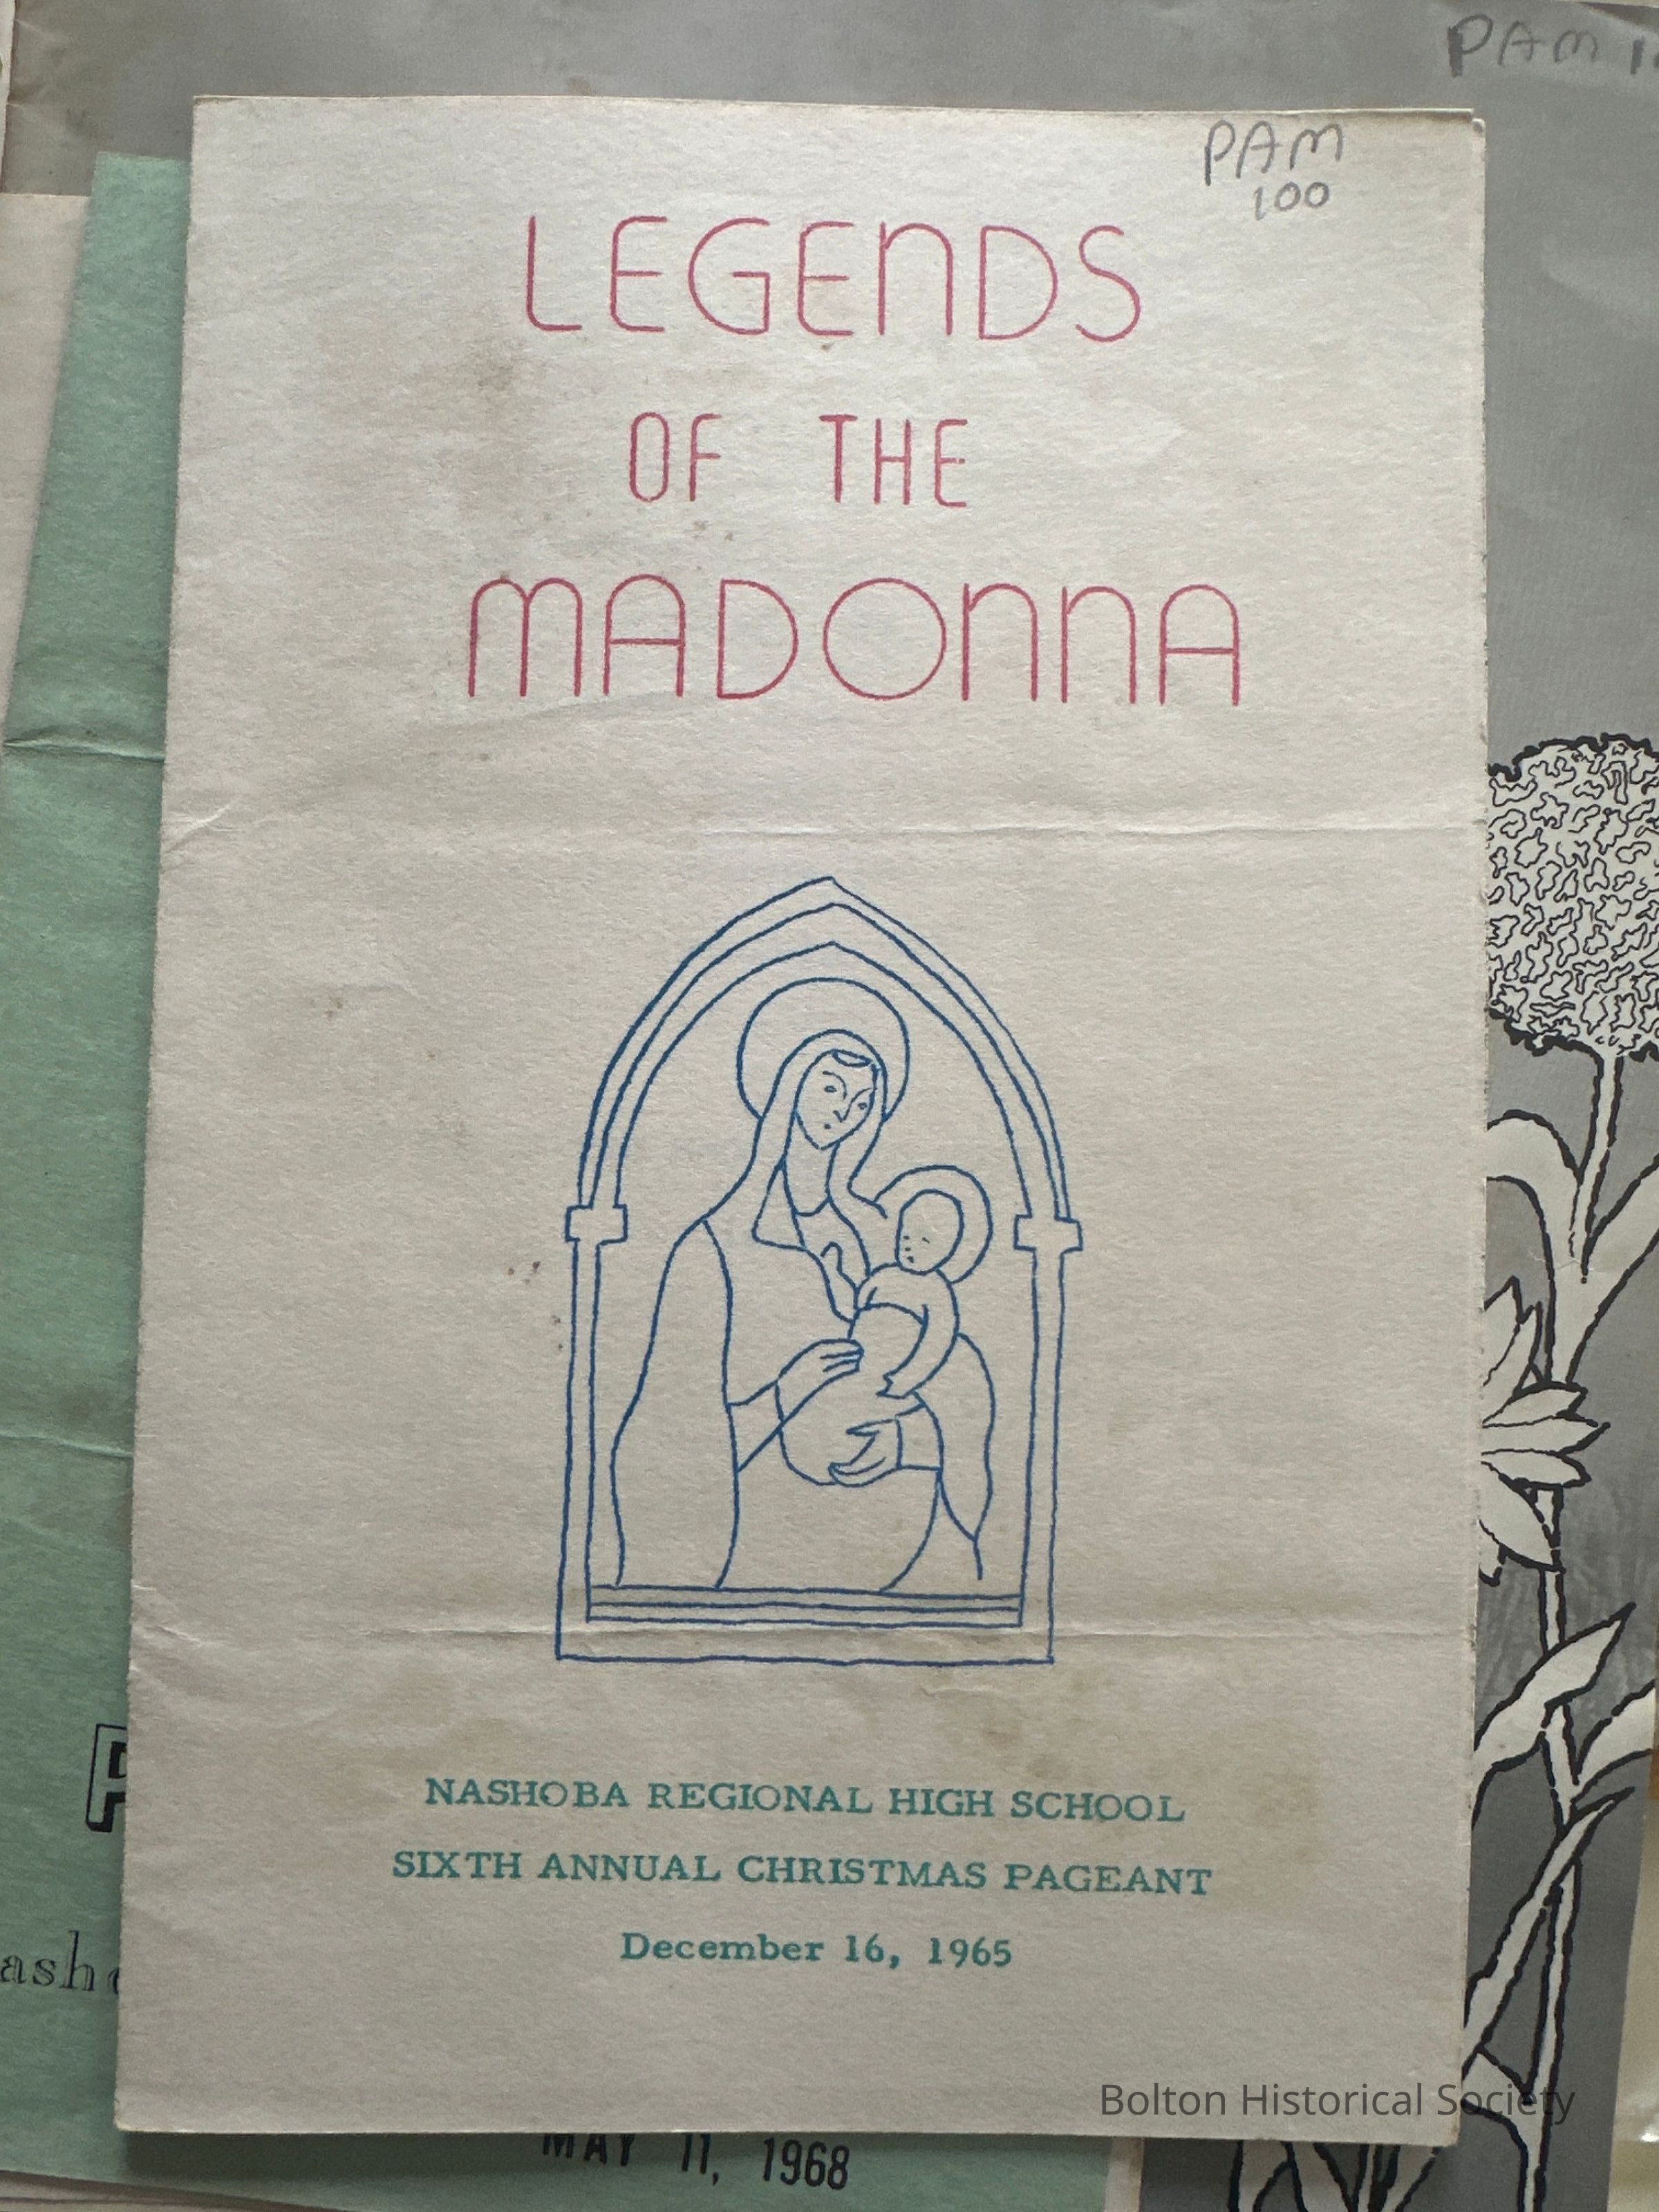 PAM
PAM
100
LEGENDS
OF THE
MADONNA
NASHOBA REGIONAL HIGH SCHOOL
SIXTH ANNUAL CHRISTMAS PAGEANT
December 16, 1965
Bolton Historical Society
MAY 11, 1968